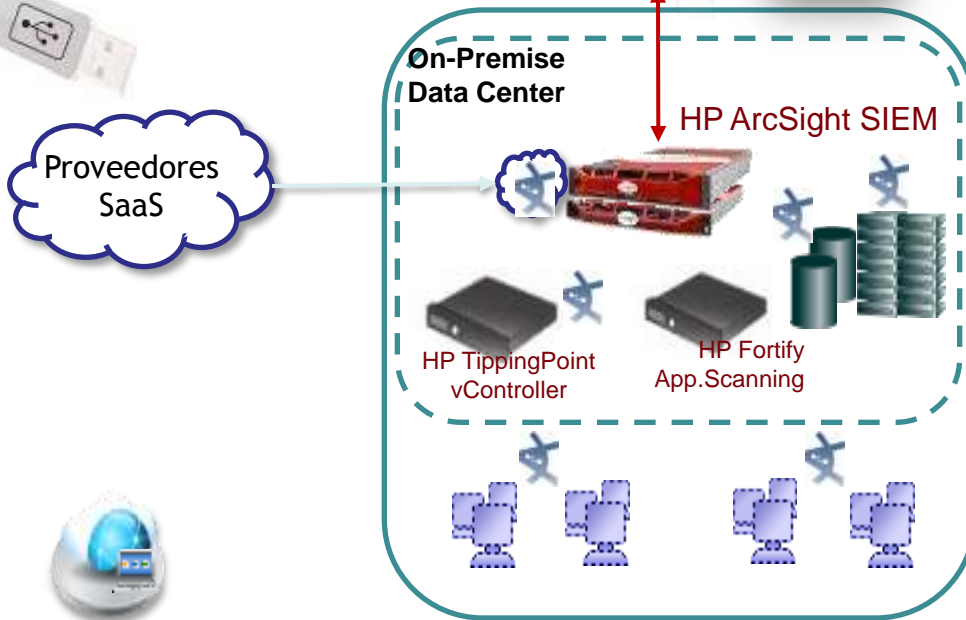 On-Premise
Data Center
HP ArcSight SIEM
Proveedores
SaaS
HP TippingPoint
vController
HP Fortify
App.Scanning